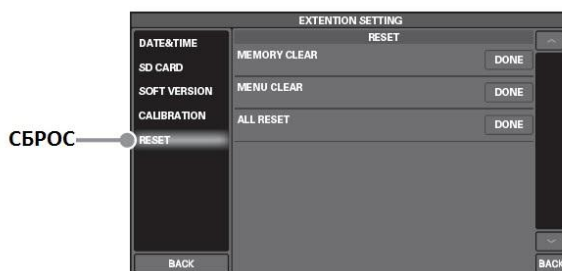 EXTENTION SETTING
DATE&TIME
SD CARD
SOFT VERSION
CALIBRATION
RESET
BACK
RESET
MEMORY CLEAR DONE
MENU CLEAR DONE
ALL RESET DONE
BACK
СБРОС